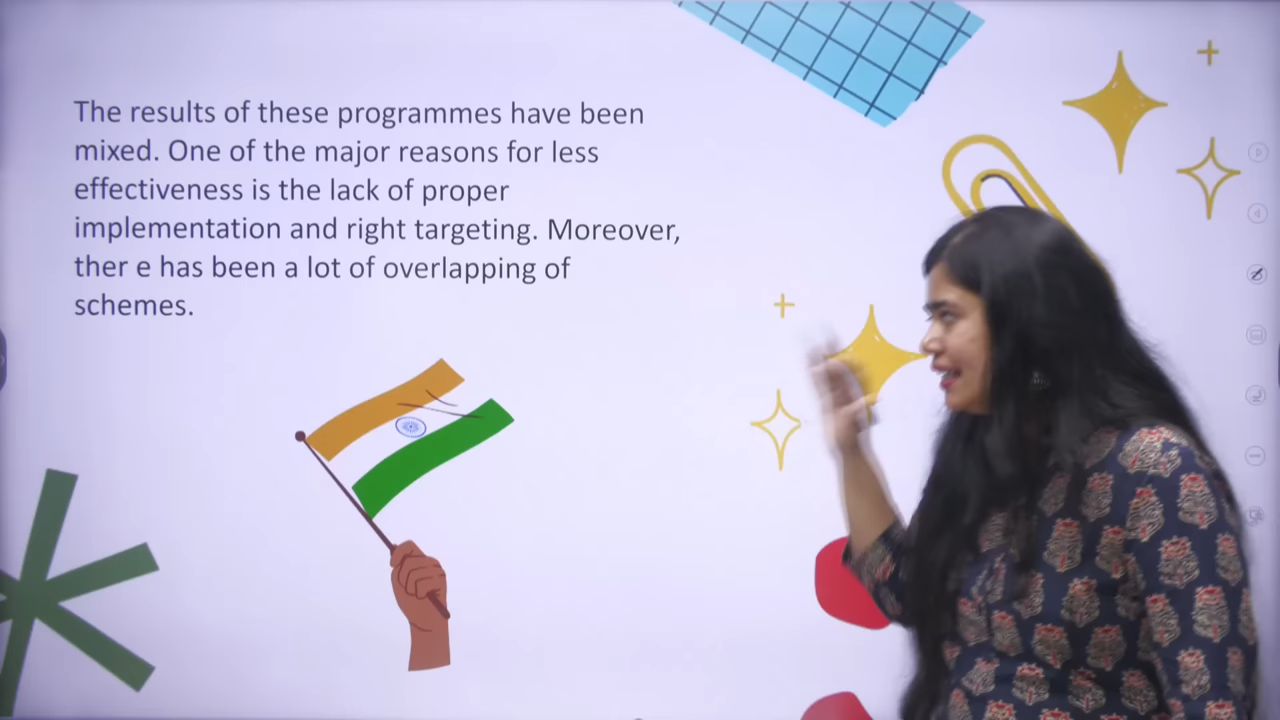 The results of these programmes have been
mixed. One of the major reasons for less
effectiveness is the lack of proper
implementation and right targeting. Moreover,
ther e has been a lot of overlapping of
schemes.